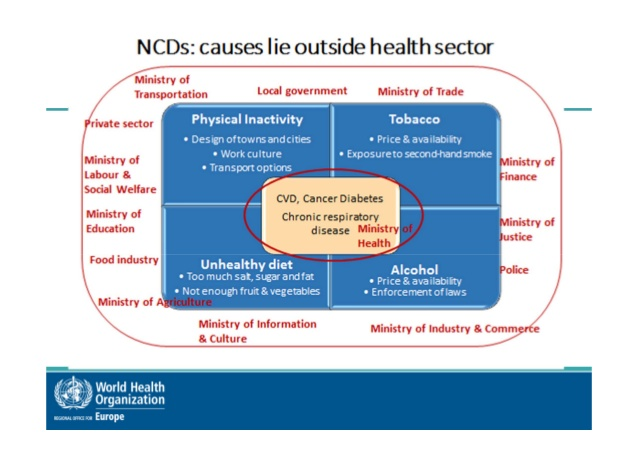 NCDs: causes lie outside health sector
Ministry of
Transportation
Local government
Ministry of Trade
Private sector
Physical Inactivity
• Design of towns and cities
• Work culture
• Transport options
Tobacco
• Price & availability
• Exposure to second-hand smoke
Ministry of
Labour &
Social Welfare
Ministry of
Finance
CVD, Cancer Diabetes
Chronic respiratory
disease
Ministry of
Health
Ministry of
Education
Ministry of
Justice
Food industry
Unhealthy diet
• Too much salt, sugar and fat
• Not enough fruit & vegetables
Alcohol
• Price & availability
• Enforcement of laws
Police
Ministry of Agriculture
Ministry of Information
& Culture
Ministry of Industry & Commerce
World Health
Organization
REGIONAL OFFICE FOR Europe